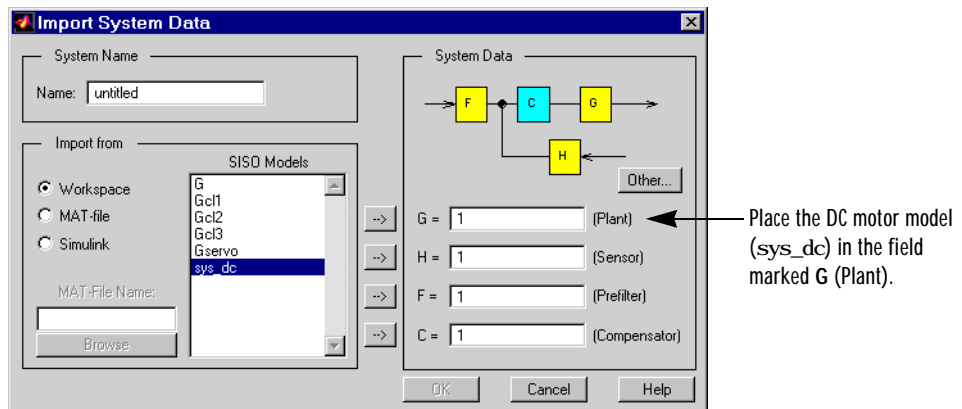 Import System Data
System Name
Name: untitled
Import from
Workspace
MAT-file
Simulink
MAT-File Name:
Browse
SISO Models
G
Gcl1
Gcl2
Gcl3
Gservo
sys_dc
-->
-->
-->
-->
System Data
F
C
G
H
Other...
G = 1 (Plant)
H = 1 (Sensor)
F = 1 (Prefilter)
C = 1 (Compensator)
OK
Cancel
Help
Place the DC motor model
(sys_dc) in the field
marked G (Plant).